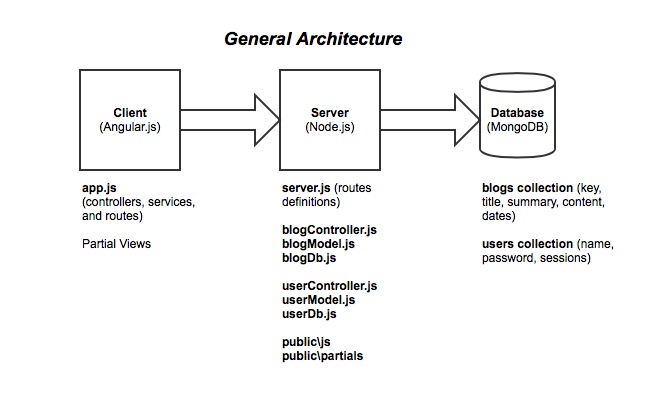 General Architecture
Client
(Angular.js)
Server
(Node.js)
Database
(MongoDB)
app.js
(controllers, services,
and routes)
Partial Views
server.js (routes
definitions)
blogController.js
blogModel.js
blogDb.js
userController.js
userModel.js
userDb.js
public\js
public\partials
blogs collection (key,
title, summary, content,
dates)
users collection (name,
password, sessions)